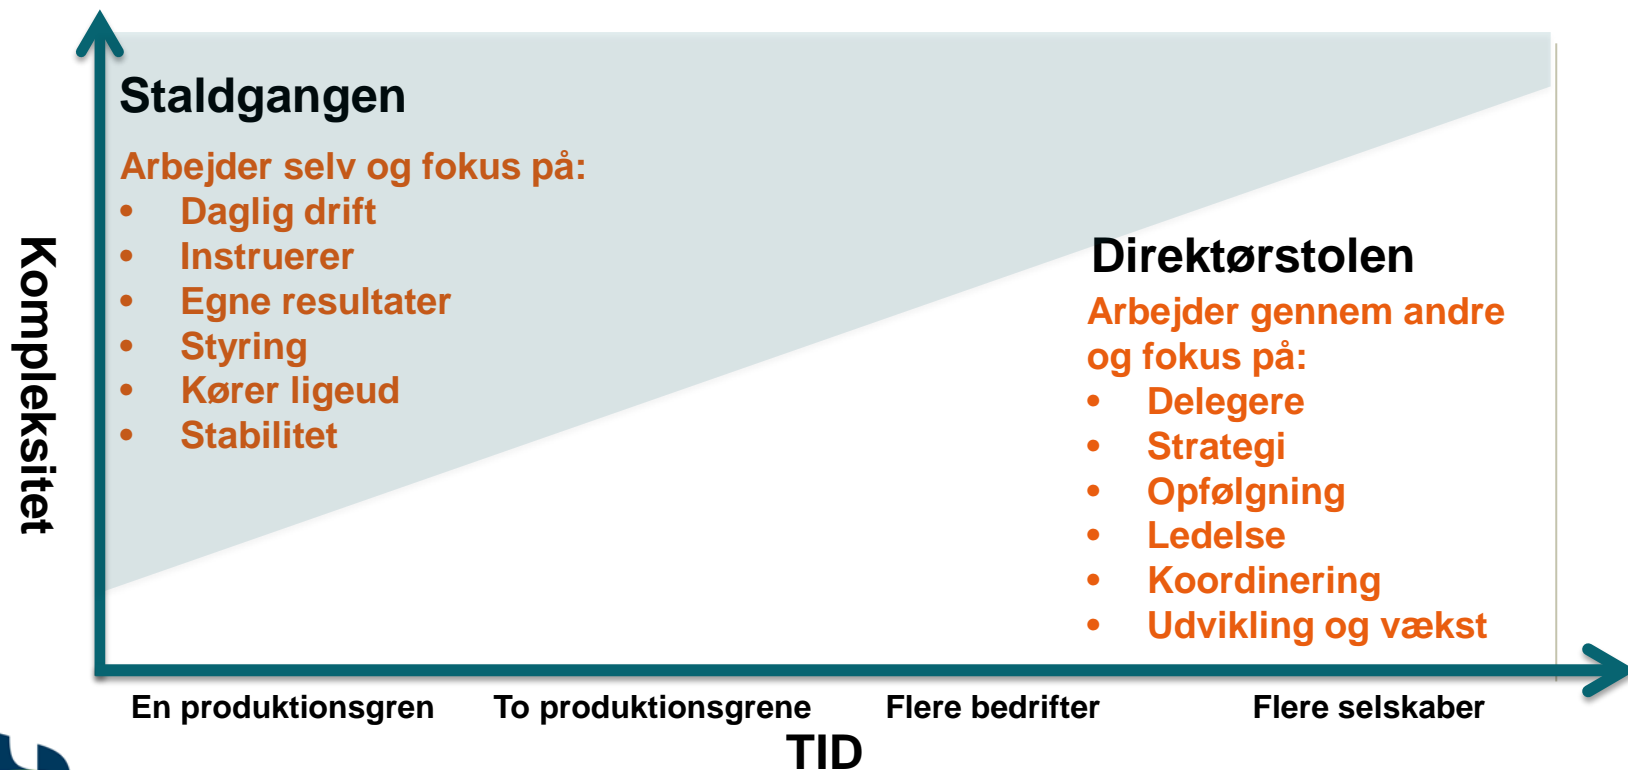 Staldgangen
Arbejder selv og fokus på:
• Daglig drift
• Instruerer
• Egne resultater
• Styring
• Kører ligeud
• Stabilitet
Kompleksitet
Direktørstolen
Arbejder gennem andre
og fokus på:
• Delegere
• Strategi
• Opfølgning
• Ledelse
• Koordinering
• Udvikling og vækst
En produktionsgren
To produktionsgrene
Flere bedrifter
Flere selskaber
TID